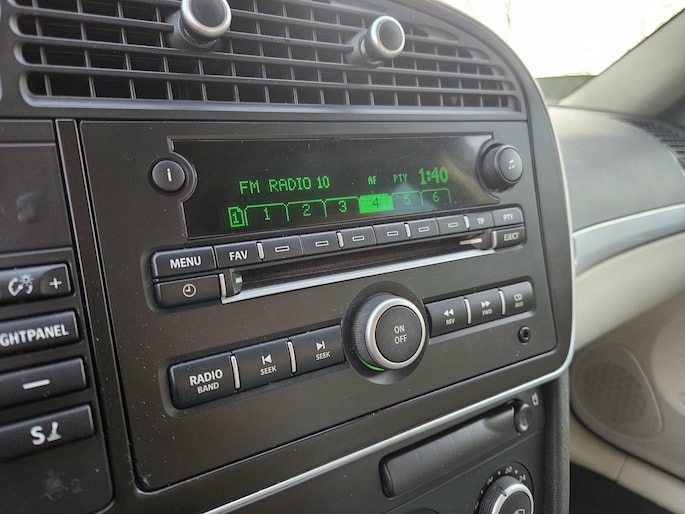 i
FM RADIO 10 AF PTY 1:40
1 1 2 3 4 5 6
MENU FAV TP PTY
EJECT
ON
OFF
REV FWD CD
AUX
RADIO
BAND
SEEK SEEK
+
GHTPANEL
S